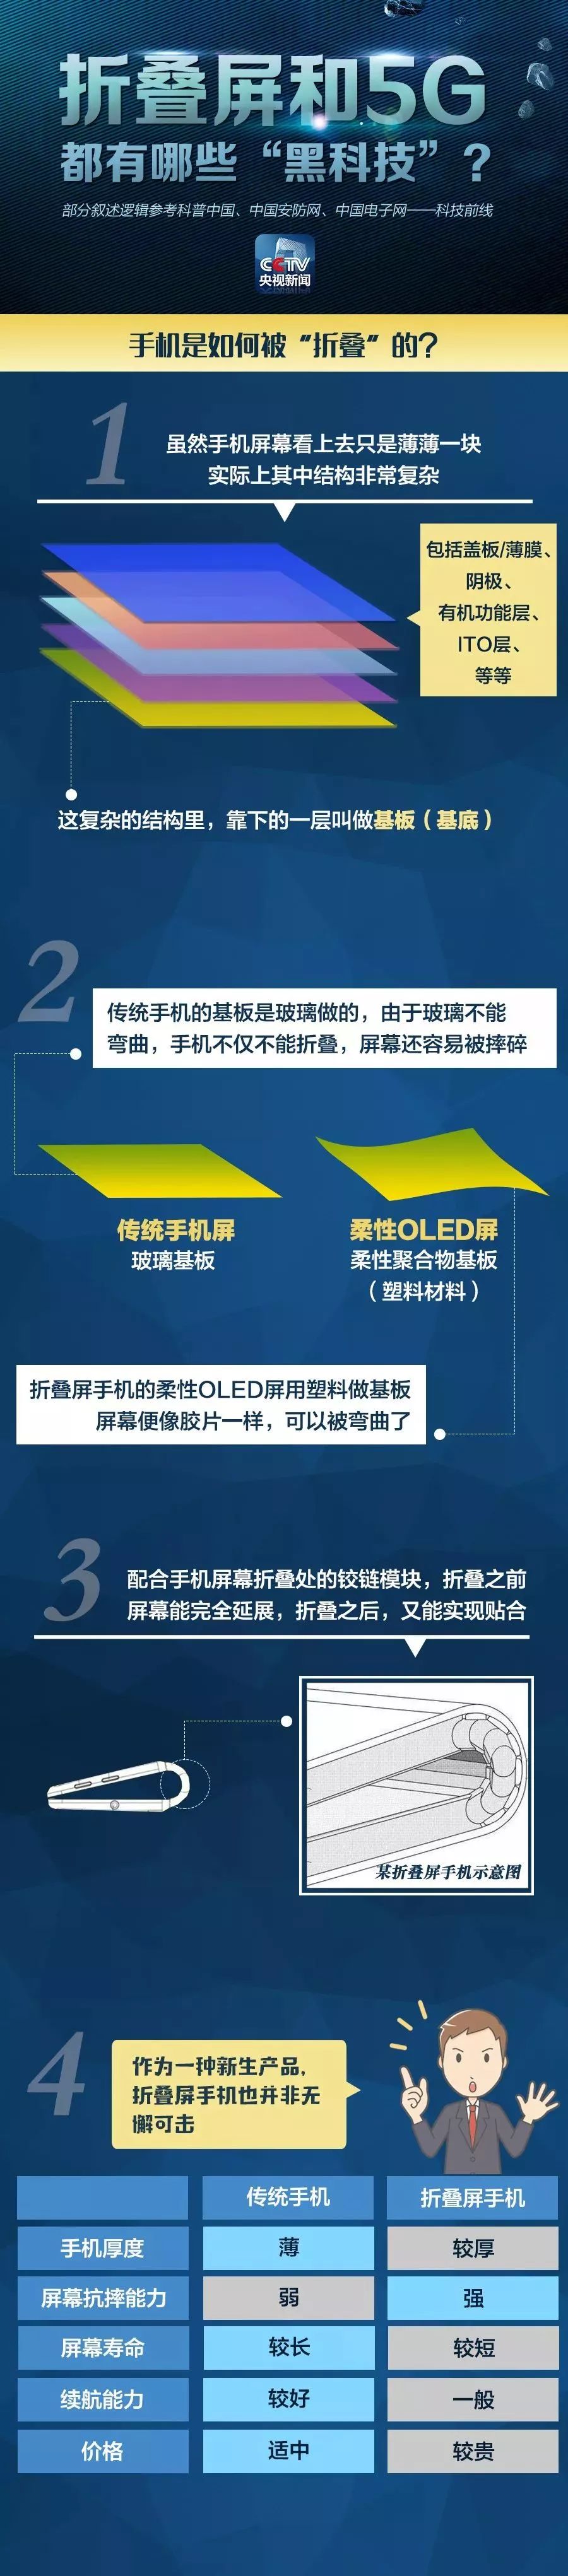 折叠屏和5G
都有哪些“黑科技”?
部分叙述逻辑参考科普中国、中国安防网、中国电子网——科技前线
CCTV
央视新闻
手机是如何被“折叠”的?
1
虽然手机屏幕看上去只是薄薄一块
实际上其中结构非常复杂
包括盖板/薄膜、
阴极、
有机功能层、
ITO层、
等等
这复杂的结构里,靠下的一层叫做基板(基底)
2
传统手机的基板是玻璃做的,由于玻璃不能
弯曲,手机不仅不能折叠,屏幕还容易被摔碎
传统手机屏 柔性OLED屏
玻璃基板 柔性聚合物基板
(塑料材料)
折叠屏手机的柔性OLED屏用塑料做基板
屏幕便像胶片一样,可以被弯曲了
3
配合手机屏幕折叠处的铰链模块,折叠之前
屏幕能完全延展,折叠之后,又能实现贴合
某折叠屏手机示意图
4
作为一种新生产品,
折叠屏手机也并非无
懈可击
传统手机 折叠屏手机
手机厚度 薄 较厚
屏幕抗摔能力 弱 强
屏幕寿命 较长 较短
续航能力 较好 一般
价格 适中 较贵